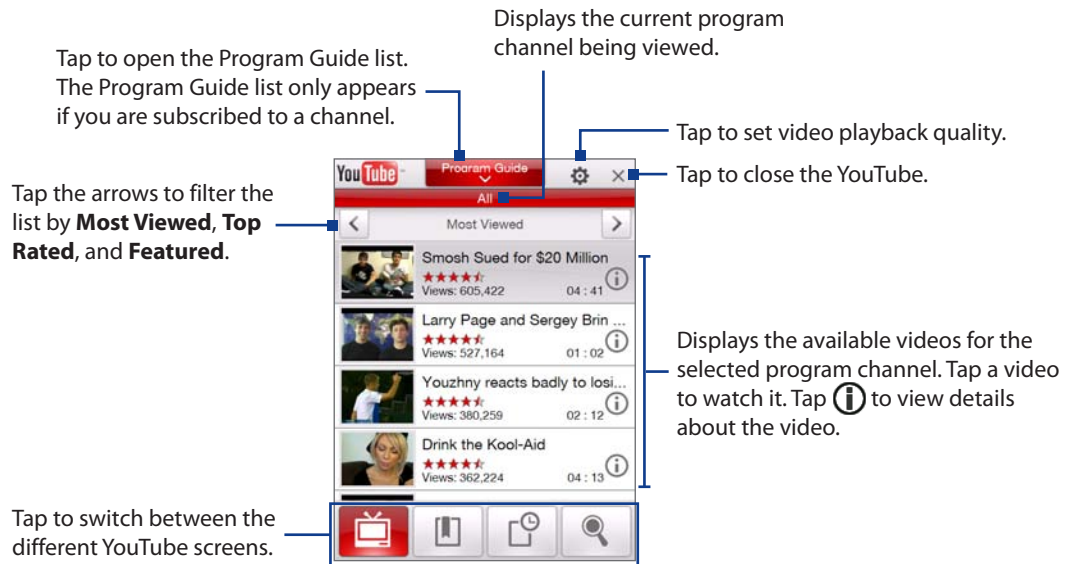 Displays the current program
channel being viewed.
Tap to open the Program Guide list.
The Program Guide list only appears
if you are subscribed to a channel.
Tap to set video playback quality.
Tap to close the YouTube.
Tap the arrows to filter the
list by Most Viewed, Top
Rated, and Featured.
YouTube
Program Guide
All
Most Viewed
Smosh Sued for $20 Million
Views: 605,422 04 : 41
Larry Page and Sergey Brin ...
Views: 527,164 01 : 02
Youzhny reacts badly to losi...
Views: 380,259 02 : 12
Drink the Kool-Aid
Views: 362,224 04 : 13
Displays the available videos for the
selected program channel. Tap a video
to watch it. Tap i to view details
about the video.
Tap to switch between the
different YouTube screens.